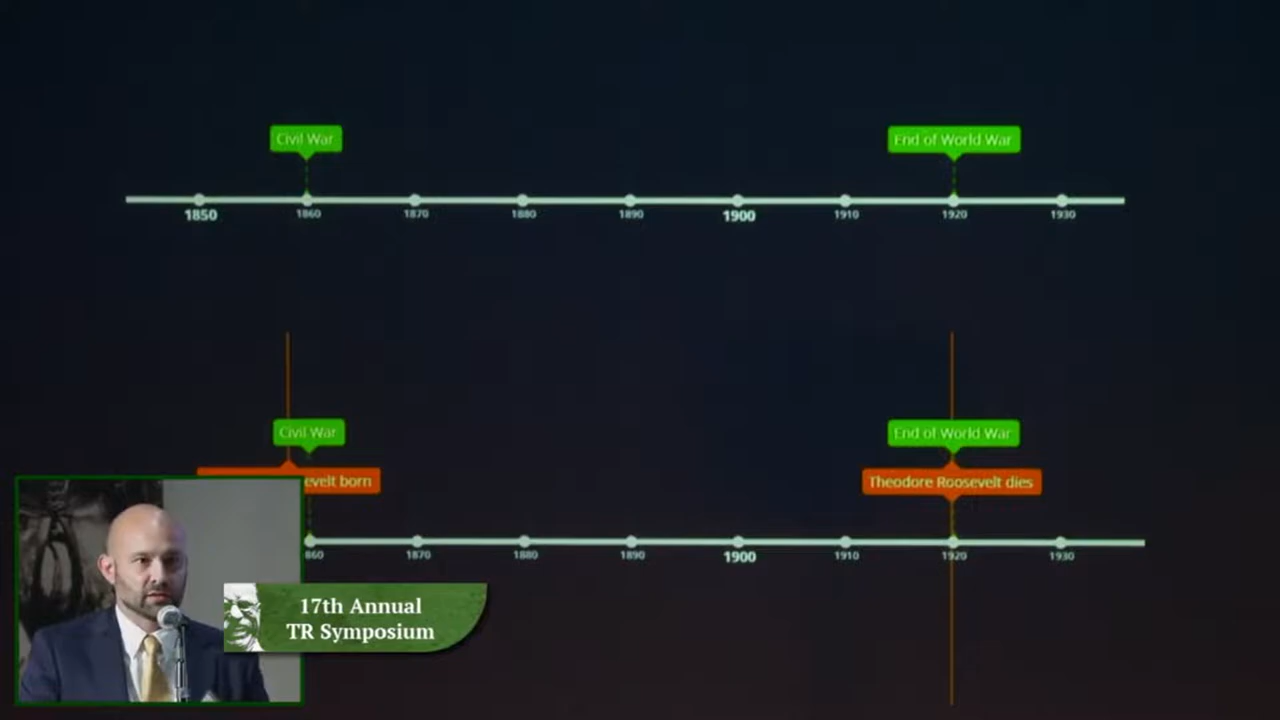 Civil War
End of World War
1850 1860 1870 1880 1890 1900 1910 1920 1930
Civil War
End of World War
evelt born
Theodore Roosevelt dies
860 1870 1880 1890 1900 1910 1920 1930
17th Annual
TR Symposium